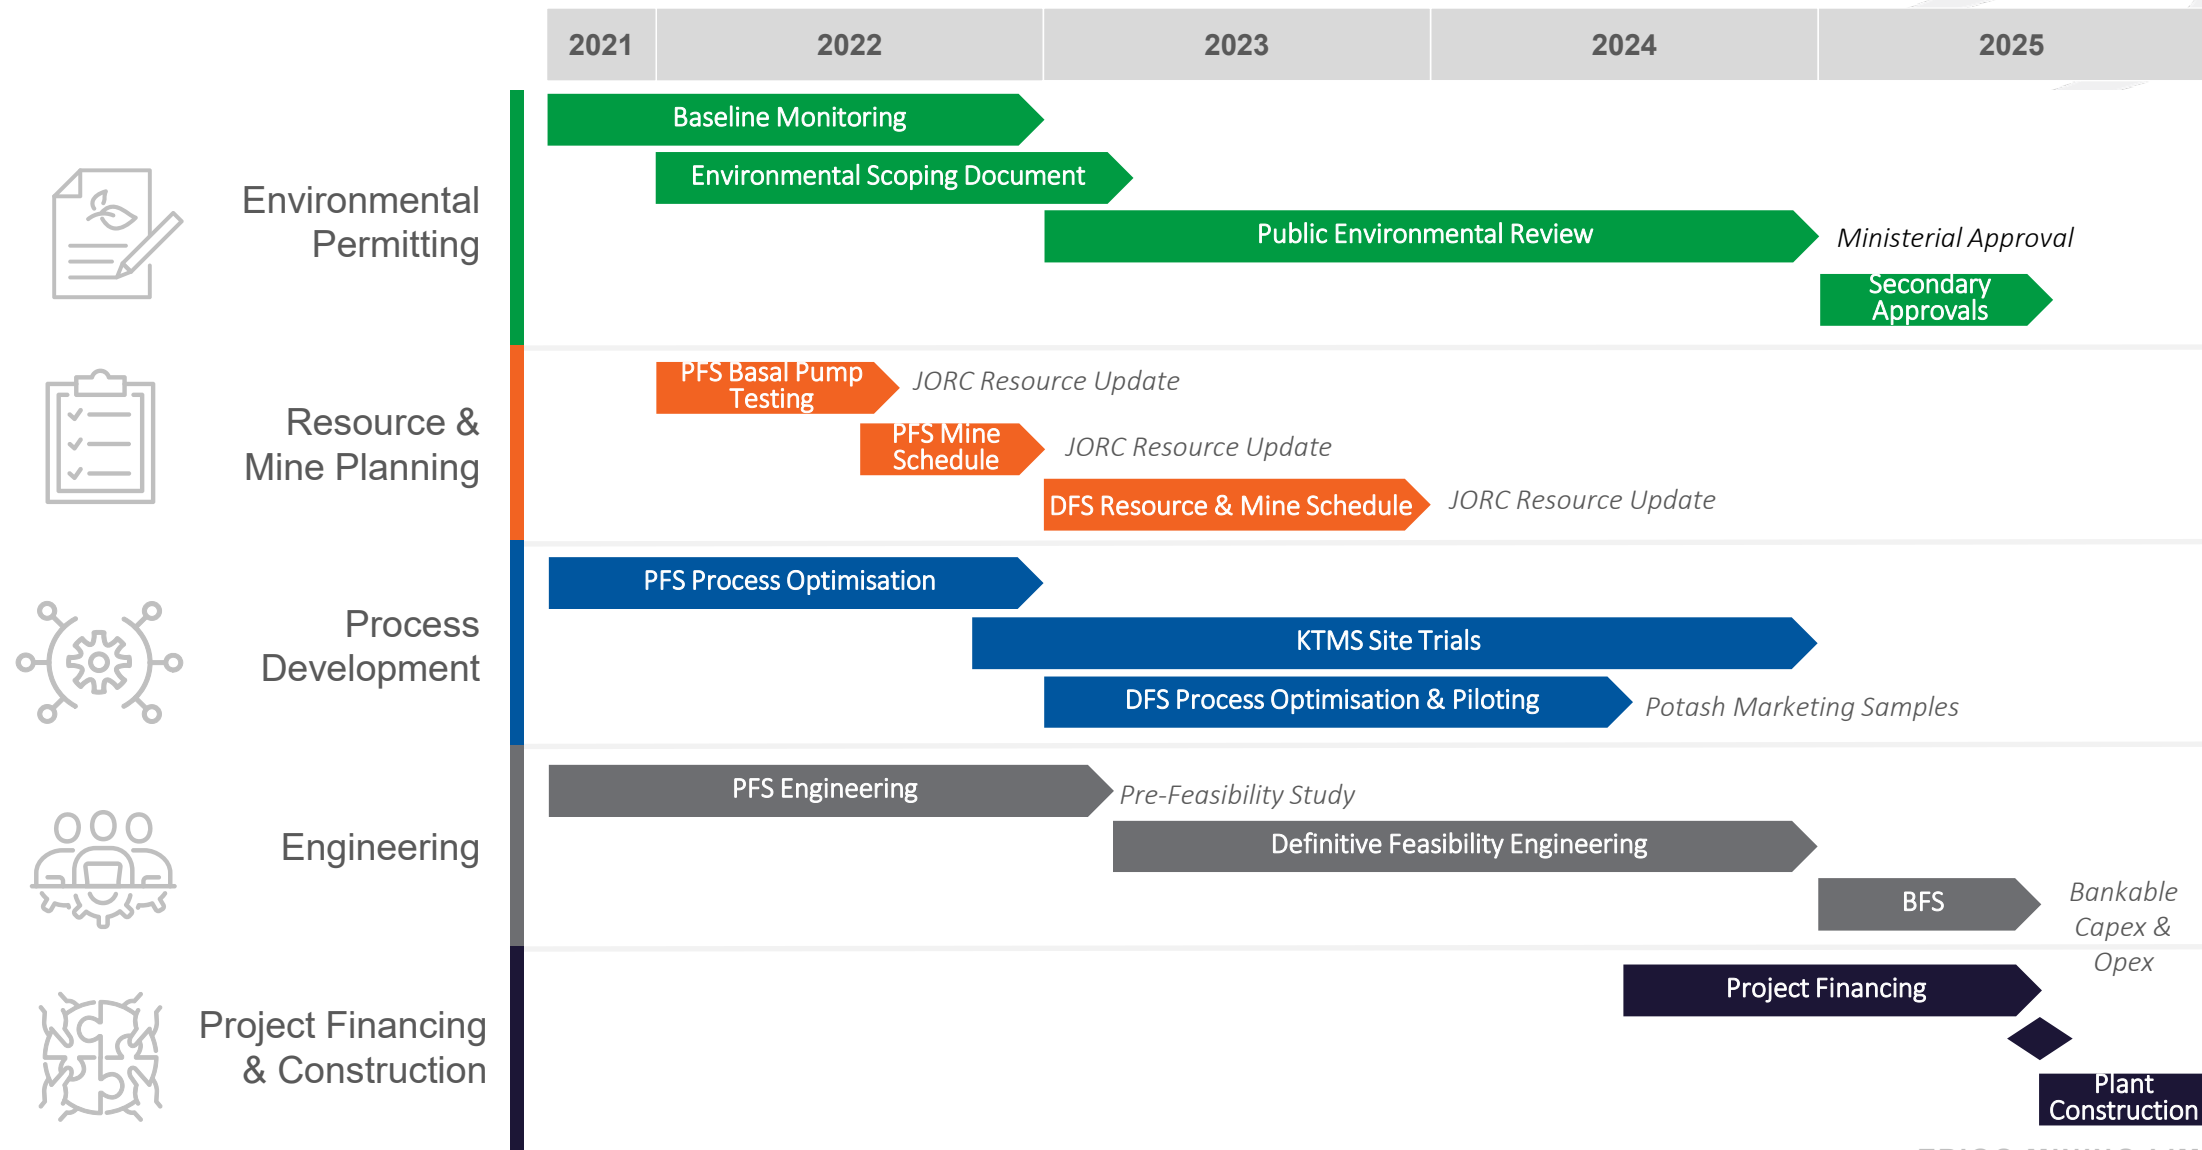 2021 2022 2023 2024 2025
Baseline Monitoring
Environmental Scoping Document
Environmental
Permitting
Public Environmental Review
Ministerial Approval
Secondary
Approvals
PFS Basal Pump
Testing
JORC Resource Update
Resource &
Mine Planning
PFS Mine
Schedule
JORC Resource Update
DFS Resource & Mine Schedule
JORC Resource Update
PFS Process Optimisation
Process
Development
KTMS Site Trials
DFS Process Optimisation & Piloting
Potash Marketing Samples
PFS Engineering
Pre-Feasibility Study
Engineering
Definitive Feasibility Engineering
BFS
Bankable
Capex &
Opex
Project Financing
Project Financing
& Construction
Plant
Construction